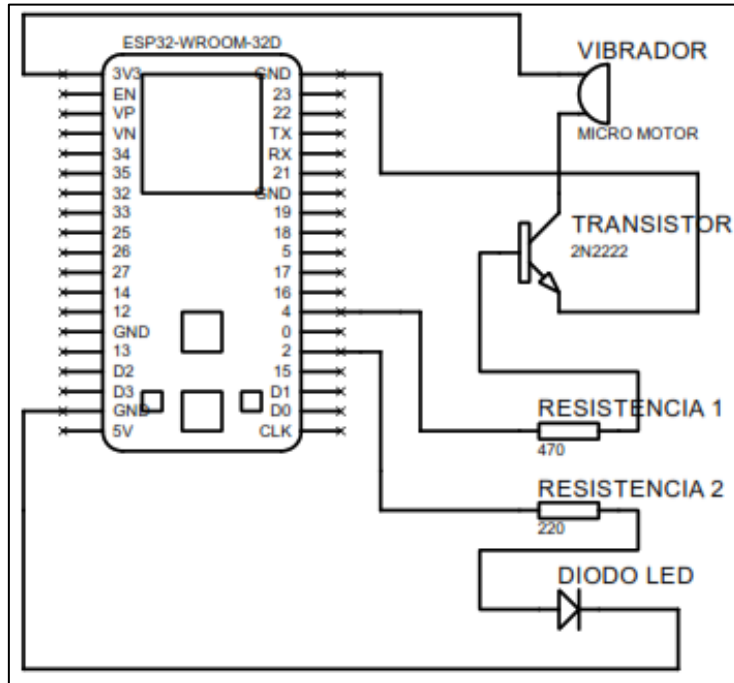 ESP32-WROOM-32D
3V3 GND
EN 23
VP 22
VN TX
34 RX
35 21
32 GND
33 19
25 18
26 5
27 17
14 16
12 4
GND 0
13 2
D2 15
D3 D1
GND D0
5V CLK
VIBRADOR
MICRO MOTOR
TRANSISTOR
2N2222
RESISTENCIA 1
470
RESISTENCIA 2
220
DIODO LED